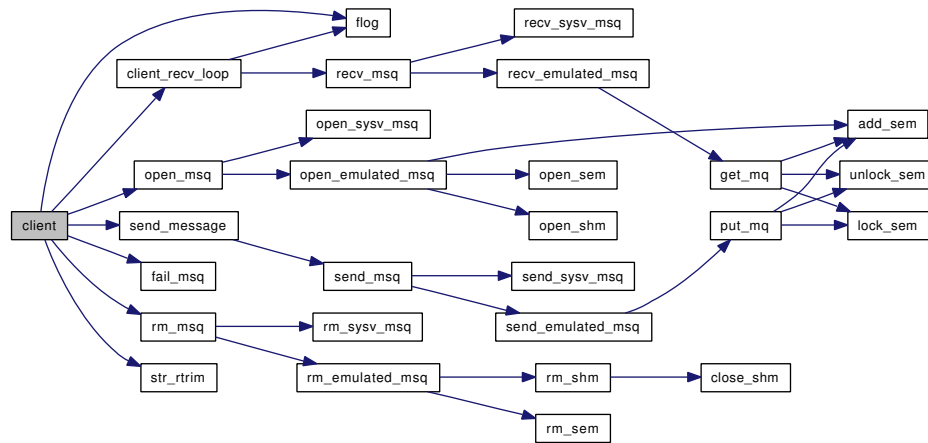 flog
recv_sysv_msq
client_recv_loop
recv_msq
recv_emulated_msq
open_sysv_msq
add_sem
open_msq
open_emulated_msq
open_sem
get_mq
unlock_sem
client
send_message
open_shm
put_mq
lock_sem
fail_msq
send_msq
send_sysv_msq
rm_msq
rm_sysv_msq
send_emulated_msq
str_rtrim
rm_emulated_msq
rm_shm
close_shm
rm_sem